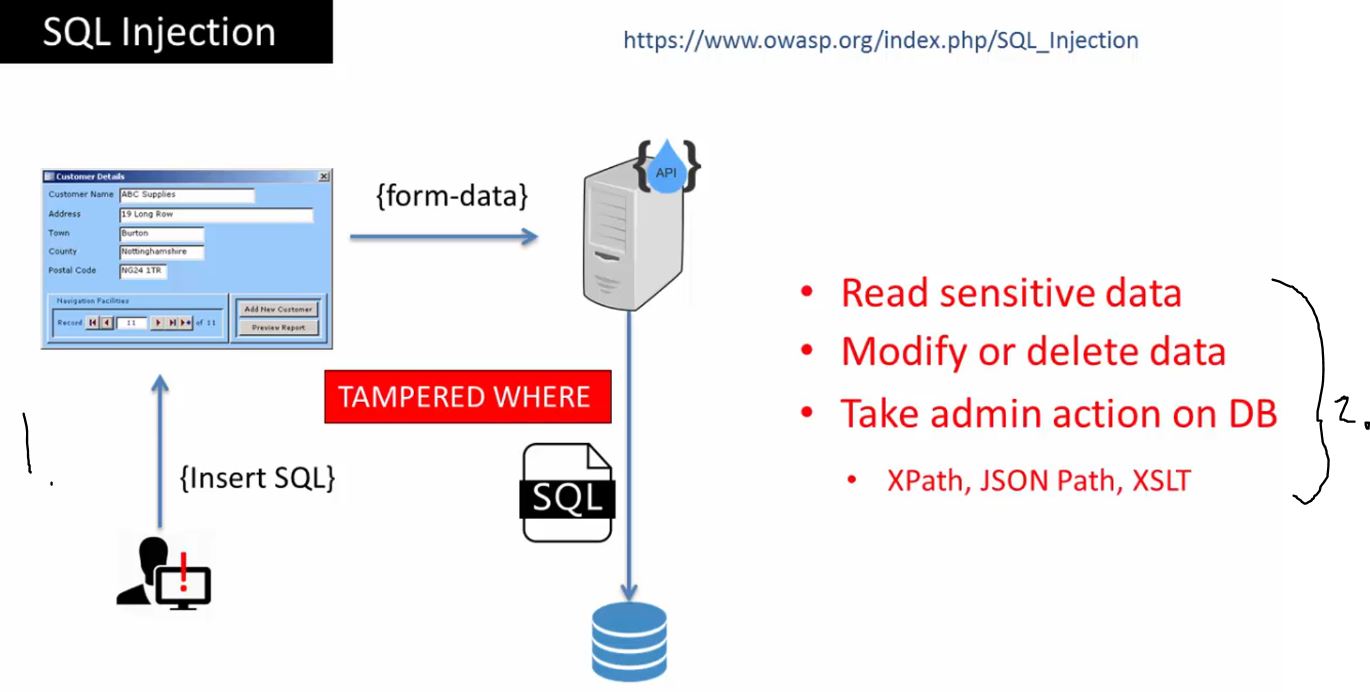 SQL Injection
https://www.owasp.org/index.php/SQL_Injection
Customer Details
Customer Name ABC Supplies
Address 19 Long Row
Town Burton
County Nottinghamshire
Postal Code NG24 1TR
Navigation Facilities
Record 11 of 11
Add New Customer
Preview Report
{form-data}
{API}
TAMPERED WHERE
SQL
1.
{Insert SQL}
!
• Read sensitive data
• Modify or delete data
• Take admin action on DB
• XPath, JSON Path, XSLT
2.